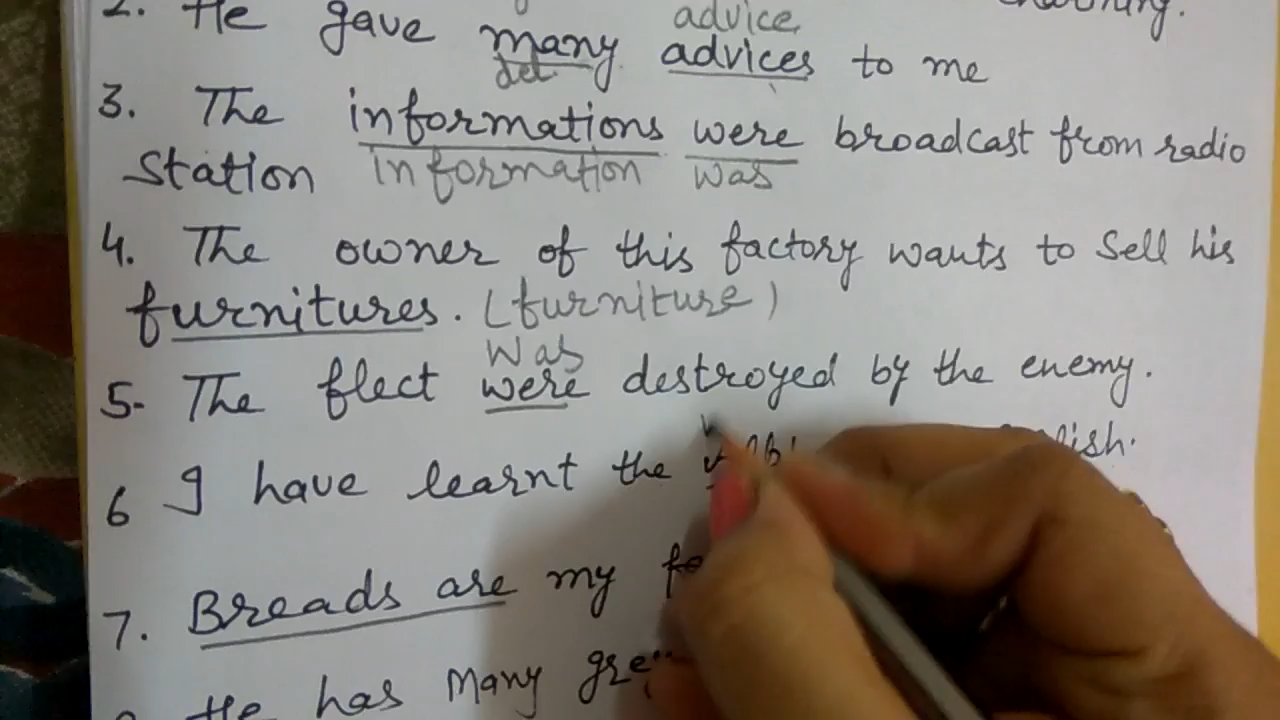 2. He gave many advices to me
advice
del
3. The informations were broadcast from radio
Station information was
4. The owner of this factory wants to Sell his
furnitures. (furniture)
was
5- The fleet were destroyed by the enemy.
6 I have learnt the
7. Breads are my
He has Many